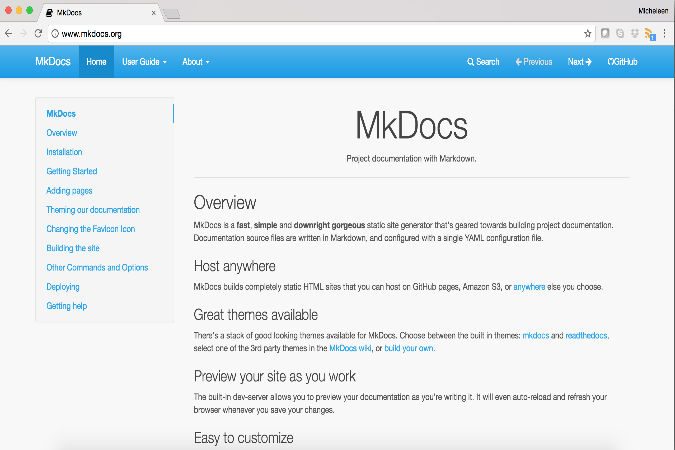 MkDocs
Micheleen
www.mkdocs.org
MkDocs
Home
User Guide
About
Search
Previous
Next
GitHub
MkDocs
Overview
Installation
Getting Started
Adding pages
Theming our documentation
Changing the Favicon Icon
Building the site
Other Commands and Options
Deploying
Getting help
MkDocs
Project documentation with Markdown.
Overview
MkDocs is a fast, simple and downright gorgeous static site generator that's geared towards building project documentation.
Documentation source files are written in Markdown, and configured with a single YAML configuration file.
Host anywhere
MkDocs builds completely static HTML sites that you can host on GitHub pages, Amazon S3, or anywhere else you choose.
Great themes available
There's a stack of good looking themes available for MkDocs. Choose between the built in themes: mkdocs and readthedocs,
select one of the 3rd party themes in the MkDocs wiki, or build your own.
Preview your site as you work
The built-in dev-server allows you to preview your documentation as you're writing it. It will even auto-reload and refresh your
browser whenever you save your changes.
Easy to customize